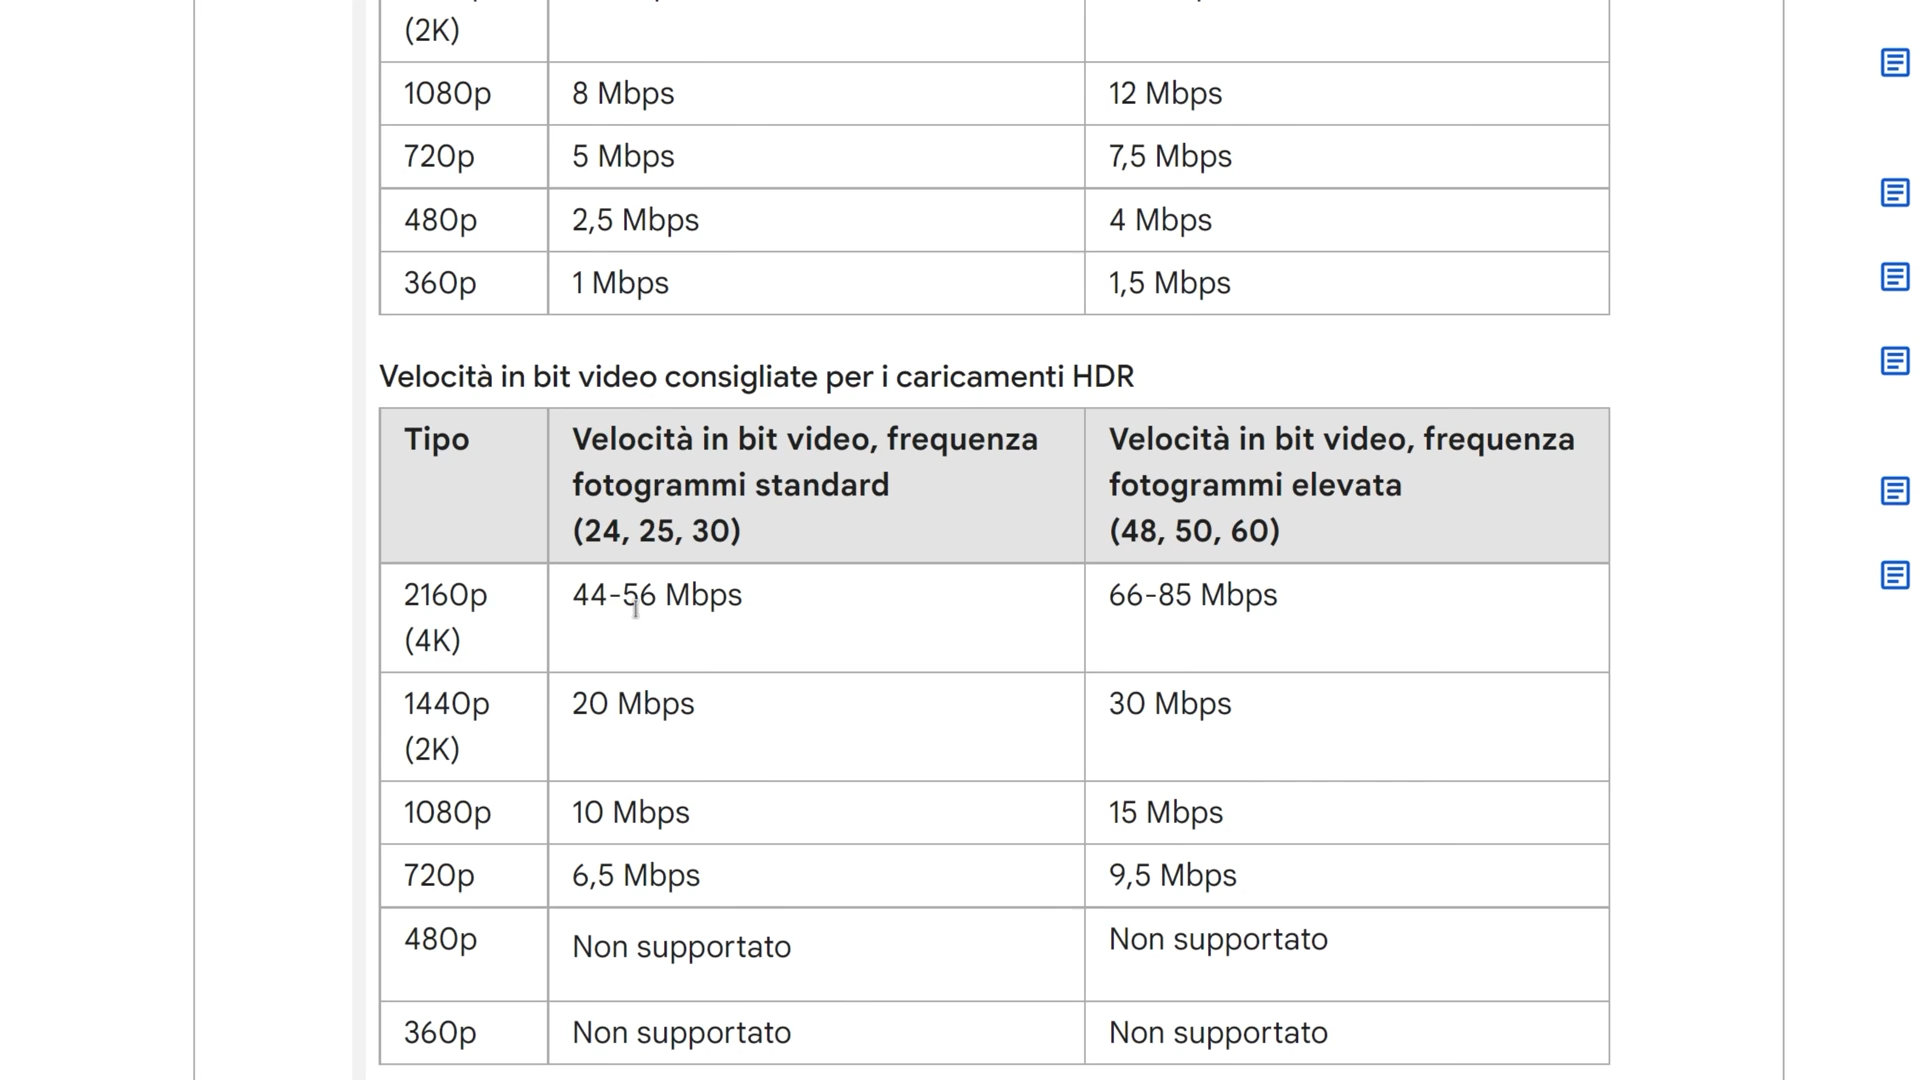 (2K)
1080p 8 Mbps 12 Mbps
720p 5 Mbps 7,5 Mbps
480p 2,5 Mbps 4 Mbps
360p 1 Mbps 1,5 Mbps
Velocità in bit video consigliate per i caricamenti HDR
Tipo Velocità in bit video, frequenza Velocità in bit video, frequenza
fotogrammi standard fotogrammi elevata
(24, 25, 30) (48, 50, 60)
2160p 44-56 Mbps 66-85 Mbps
(4K)
1440p 20 Mbps 30 Mbps
(2K)
1080p 10 Mbps 15 Mbps
720p 6,5 Mbps 9,5 Mbps
480p Non supportato Non supportato
360p Non supportato Non supportato